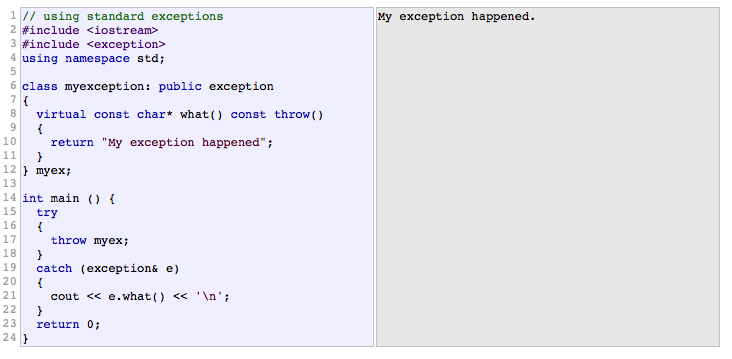 1 // using standard exceptions
2 #include <iostream>
3 #include <exception>
4 using namespace std;
5
6 class myexception: public exception
7 {
8   virtual const char* what() const throw()
9   {
10     return "My exception happened";
11   }
12 } myex;
13
14 int main () {
15   try
16   {
17     throw myex;
18   }
19   catch (exception& e)
20   {
21     cout << e.what() << '\n';
22   }
23   return 0;
24 }
My exception happened.